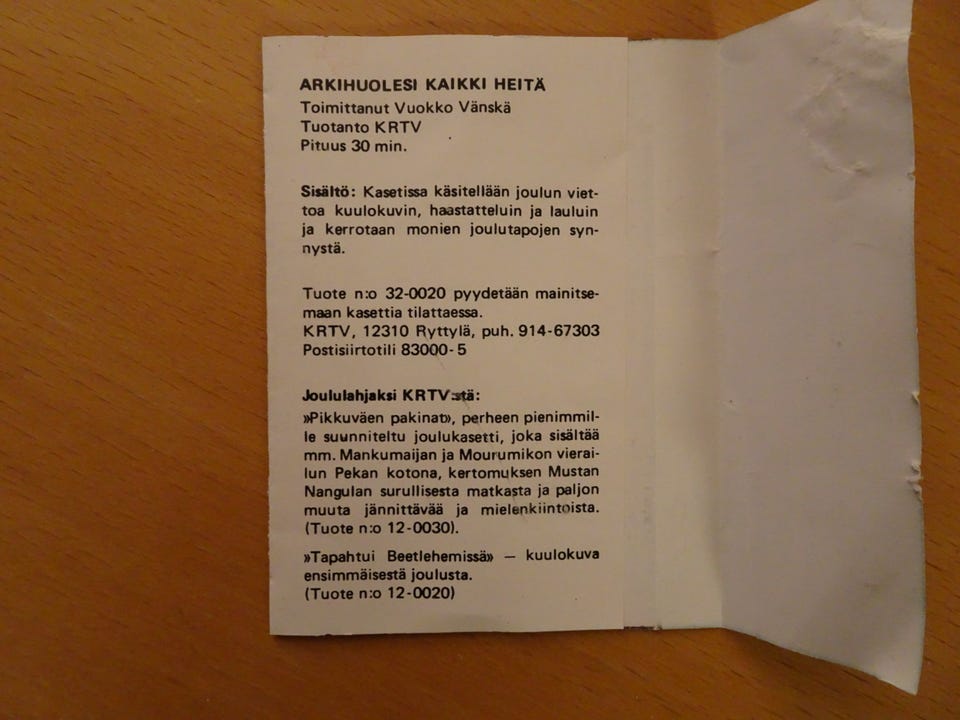 ARKIHUOLESI KAIKKI HEITÄ
Toimittanut Vuokko Vänskä
Tuotanto KRTV
Pituus 30 min.
Sisältö: Kasetissa käsitellään joulun viet-
toa kuulokuvin, haastatteluin ja lauluin
ja kerrotaan monien joulutapojen syn-
nystä.
Tuote n:o 32-0020 pyydetään mainitse-
maan kasettia tilattaessa.
KRTV, 12310 Ryttylä, puh. 914-67303
Postisiirtotili 83000-5
Joululahjaksi KRTV:stä:
»Pikkuväen pakinat», perheen pienimmil-
le suunniteltu joulukasetti, joka sisältää
mm. Mankumaijan ja Mourumikon vierai-
lun Pekan kotona, kertomuksen Mustan
Nangulan surullisesta matkasta ja paljon
muuta jännittävää ja mielenkiintoista.
(Tuote n:o 12-0030).
»Tapahtui Beetlehemissä» — kuulokuva
ensimmäisestä joulusta.
(Tuote n:o 12-0020)